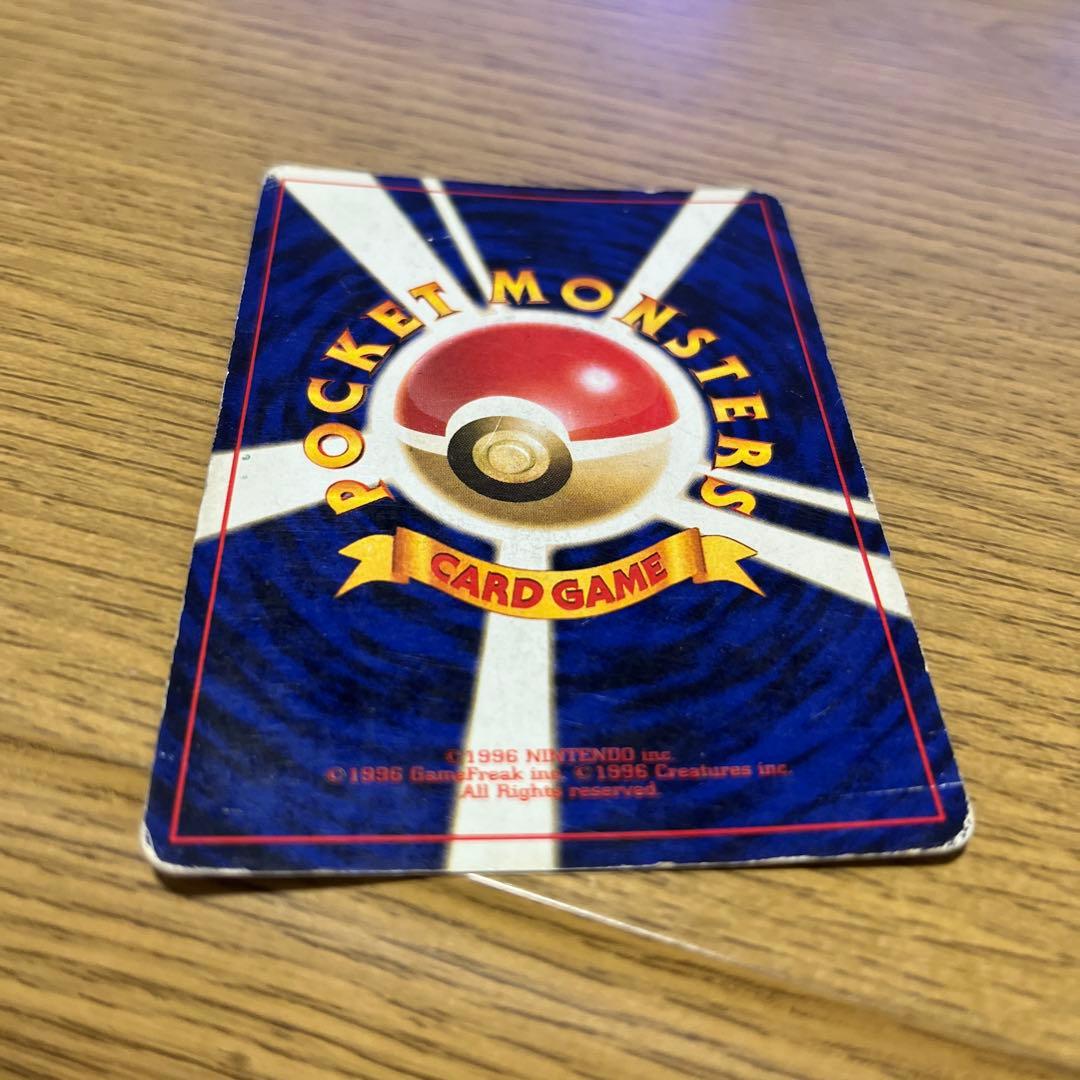 POCKET MONSTERS
CARD GAME
©1996 NINTENDO inc.
©1996 GameFreak inc. ©1996 Creatures inc.
All Rights reserved.